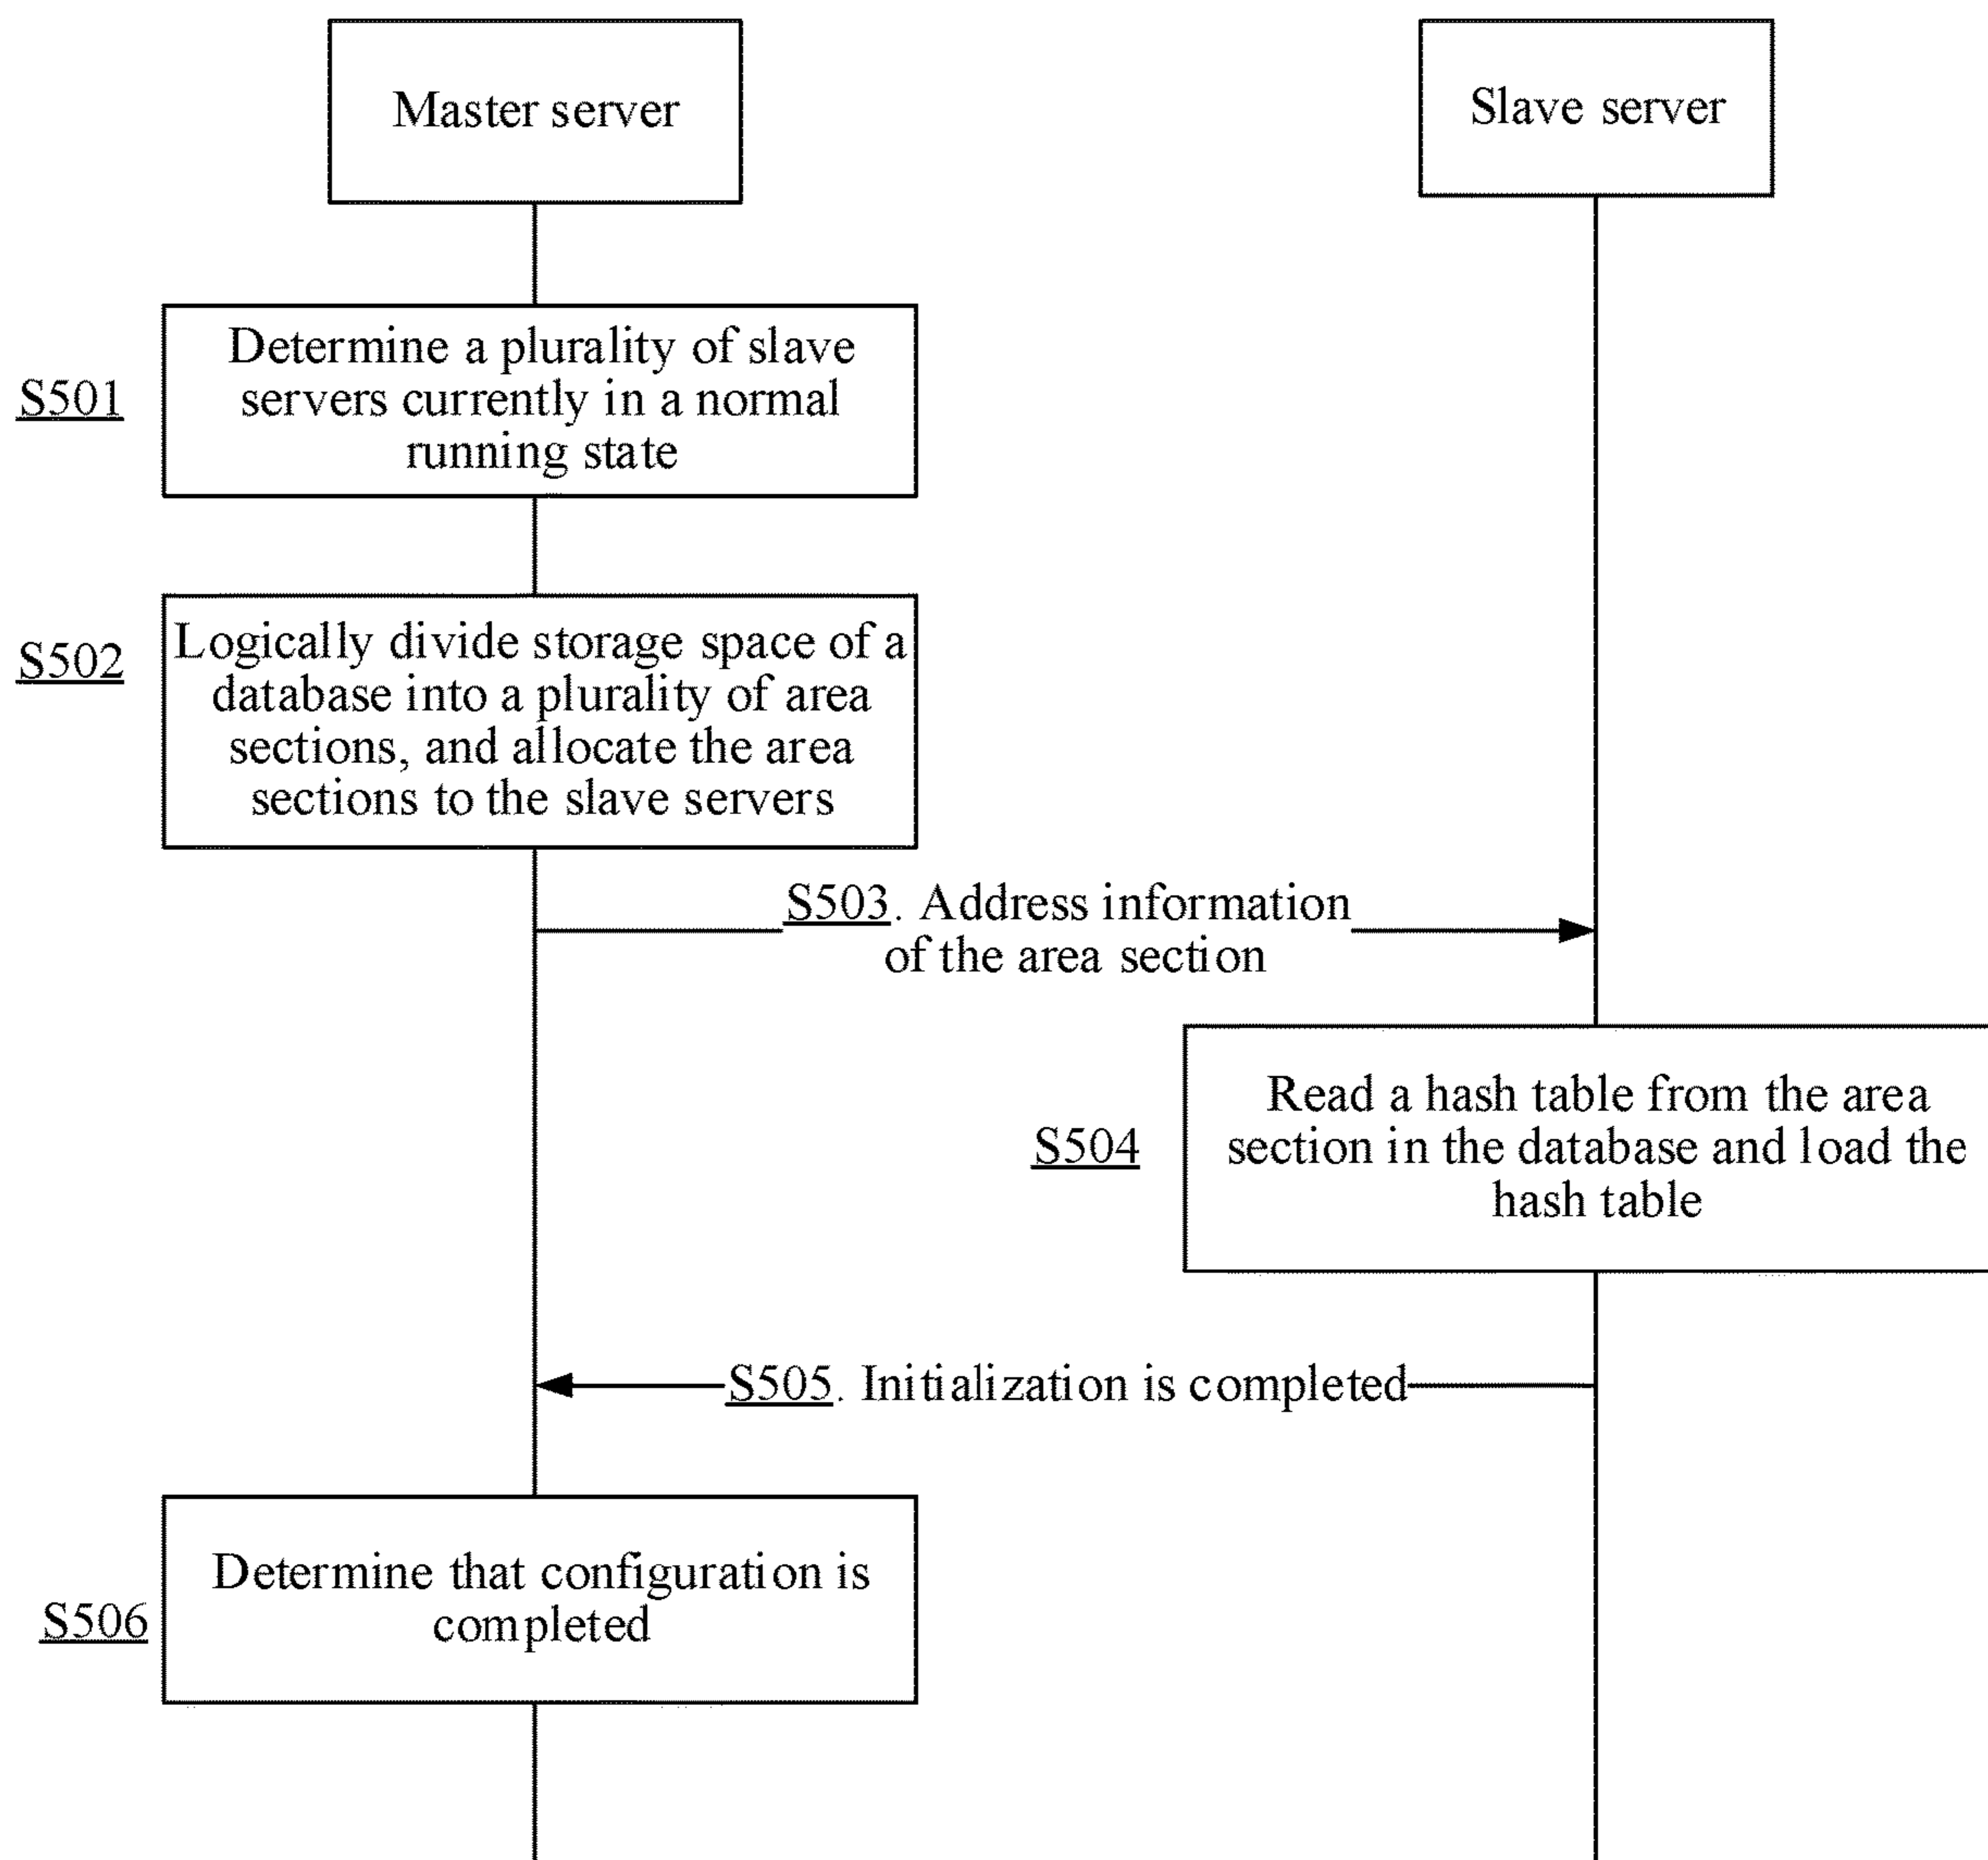 Master server
Slave server
S501
Determine a plurality of slave
servers currently in a normal
running state
S502
Logically divide storage space of a
database into a plurality of area
sections, and allocate the area
sections to the slave servers
S503. Address information
of the area section
S504
Read a hash table from the area
section in the database and load the
hash table
S505. Initialization is completed
S506
Determine that configuration is
completed